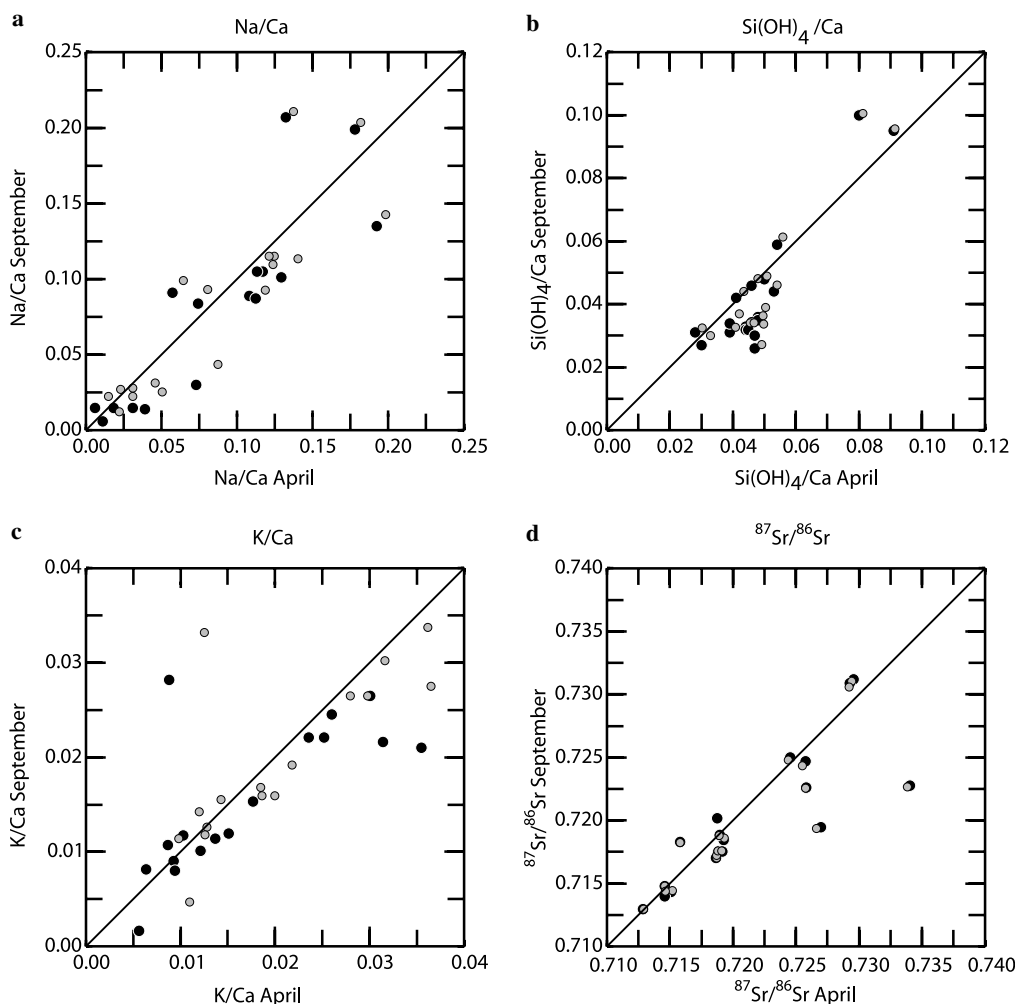 a
Na/Ca
0.25
0.20
0.15
0.10
0.05
0.00
Na/Ca September
0.00 0.05 0.10 0.15 0.20 0.25
Na/Ca April
b
Si(OH)4 /Ca
0.12
0.10
0.08
0.06
0.04
0.02
0.00
Si(OH)4/Ca September
0.00 0.02 0.04 0.06 0.08 0.10 0.12
Si(OH)4/Ca April
c
K/Ca
0.04
0.03
0.02
0.01
0.00
K/Ca September
0.00 0.01 0.02 0.03 0.04
K/Ca April
d
87Sr/86Sr
0.740
0.735
0.730
0.725
0.720
0.715
0.710
87Sr/86Sr September
0.710 0.715 0.720 0.725 0.730 0.735 0.740
87Sr/86Sr April